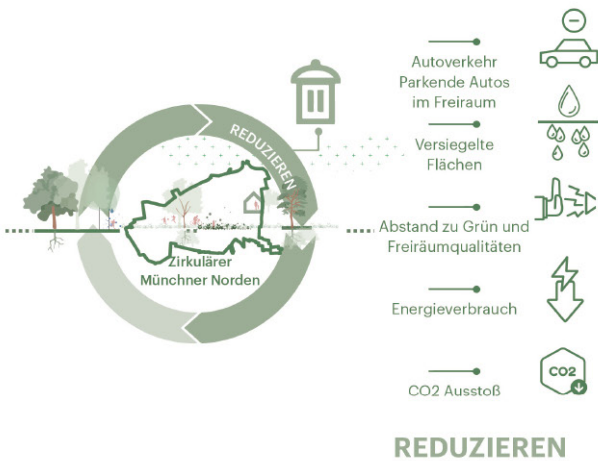 REDUZIEREN
Zirkulärer
Münchner Norden
Autoverkehr
Parkende Autos
im Freiraum
Versiegelte
Flächen
Abstand zu Grün und
Freiräumqualitäten
Energieverbrauch
CO2
CO2 Ausstoß
REDUZIEREN